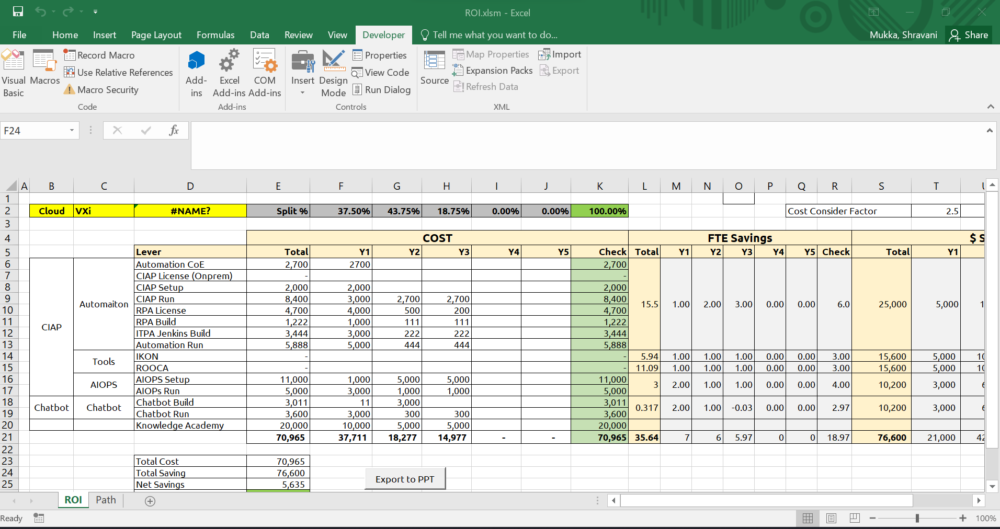 ROI.xlsm - Excel
File Home Insert Page Layout Formulas Data Review View Developer Tell me what you want to do... Mukka, Shravani Share
Visual Basic
Macros
Record Macro
Use Relative References
Macro Security
Code
Add-ins
Excel Add-ins
COM Add-ins
Add-ins
Insert
Design Mode
Properties
View Code
Run Dialog
Controls
Source
Map Properties
Expansion Packs
Refresh Data
Import
Export
XML
F24
fx
A B C D E F G H I J K L M N O P Q R S T
1
2 Cloud VXi #NAME? Split % 37.50% 43.75% 18.75% 0.00% 0.00% 100.00% Cost Consider Factor 2.5
3
4 COST FTE Savings $ S
5 Lever Total Y1 Y2 Y3 Y4 Y5 Check Total Y1 Y2 Y3 Y4 Y5 Check Total Y1
6 Automation CoE 2,700 2700 2,700
7 CIAP License (Onprem) - -
8 CIAP Setup 2,000 2,000 2,000
9 Automaiton CIAP Run 8,400 3,000 2,700 2,700 8,400 15.5 1.00 2.00 3.00 0.00 0.00 6.0 25,000 5,000 1
10 RPA License 4,700 4,000 500 200 4,700
11 CIAP RPA Build 1,222 1,000 111 111 1,222
12 ITPA Jenkins Build 3,444 3,000 222 222 3,444
13 Automation Run 5,888 5,000 444 444 5,888
14 Tools IKON - - 5.94 1.00 1.00 1.00 0.00 0.00 3.00 15,600 5,000 10
15 ROOCA - - 11.09 1.00 1.00 1.00 0.00 0.00 3.00 15,600 5,000 10
16 AIOPS AIOPS Setup 11,000 1,000 5,000 5,000 11,000 3 2.00 1.00 1.00 0.00 0.00 4.00 10,200 3,000
17 AIOPs Run 5,000 3,000 1,000 1,000 5,000
18 Chatbot Chatbot Chatbot Build 3,011 11 3,000 3,011 0.317 2.00 1.00 -0.03 0.00 0.00 2.97 10,200 3,000
19 Chatbot Run 3,600 3,000 300 300 3,600
20 Knowledge Academy 20,000 10,000 5,000 5,000 20,000
21 70,965 37,711 18,277 14,977 - - 70,965 35.64 7 6 5.97 0 0 18.97 76,600 21,000 42
22
23 Total Cost 70,965
24 Total Saving 76,600
25 Net Savings 5,635
Export to PPT
ROI Path
Ready 100%